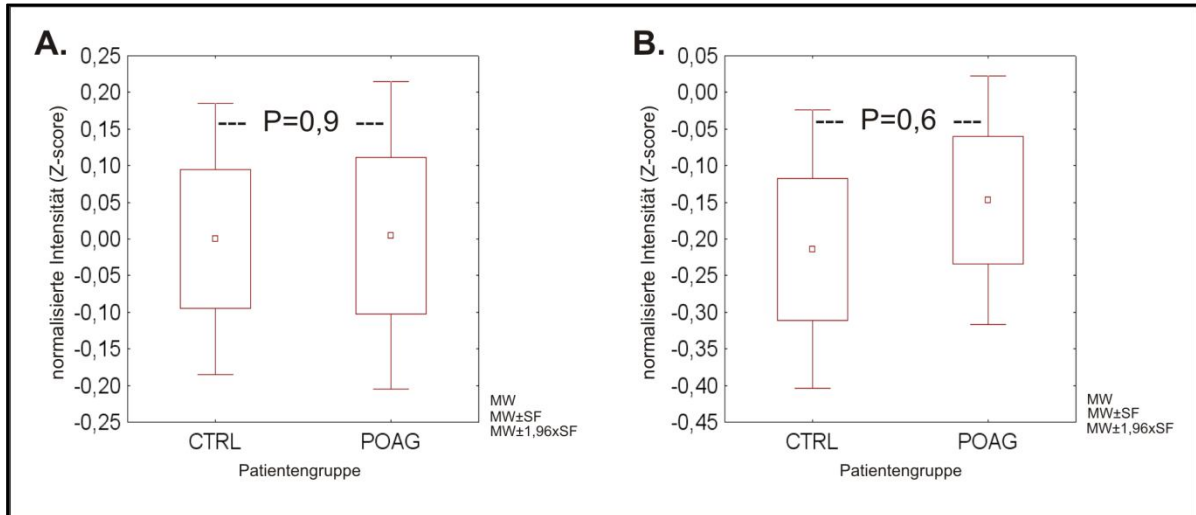 A.
normalisierte Intensität (Z-score)
0,25
0,20
0,15
0,10
0,05
0,00
-0,05
-0,10
-0,15
-0,20
-0,25
--- P=0,9 ---
CTRL POAG
Patientengruppe
MW
MW±SF
MW±1,96xSF
B.
normalisierte Intensität (Z-score)
0,05
0,00
-0,05
-0,10
-0,15
-0,20
-0,25
-0,30
-0,35
-0,40
-0,45
--- P=0,6 ---
CTRL POAG
Patientengruppe
MW
MW±SF
MW±1,96xSF